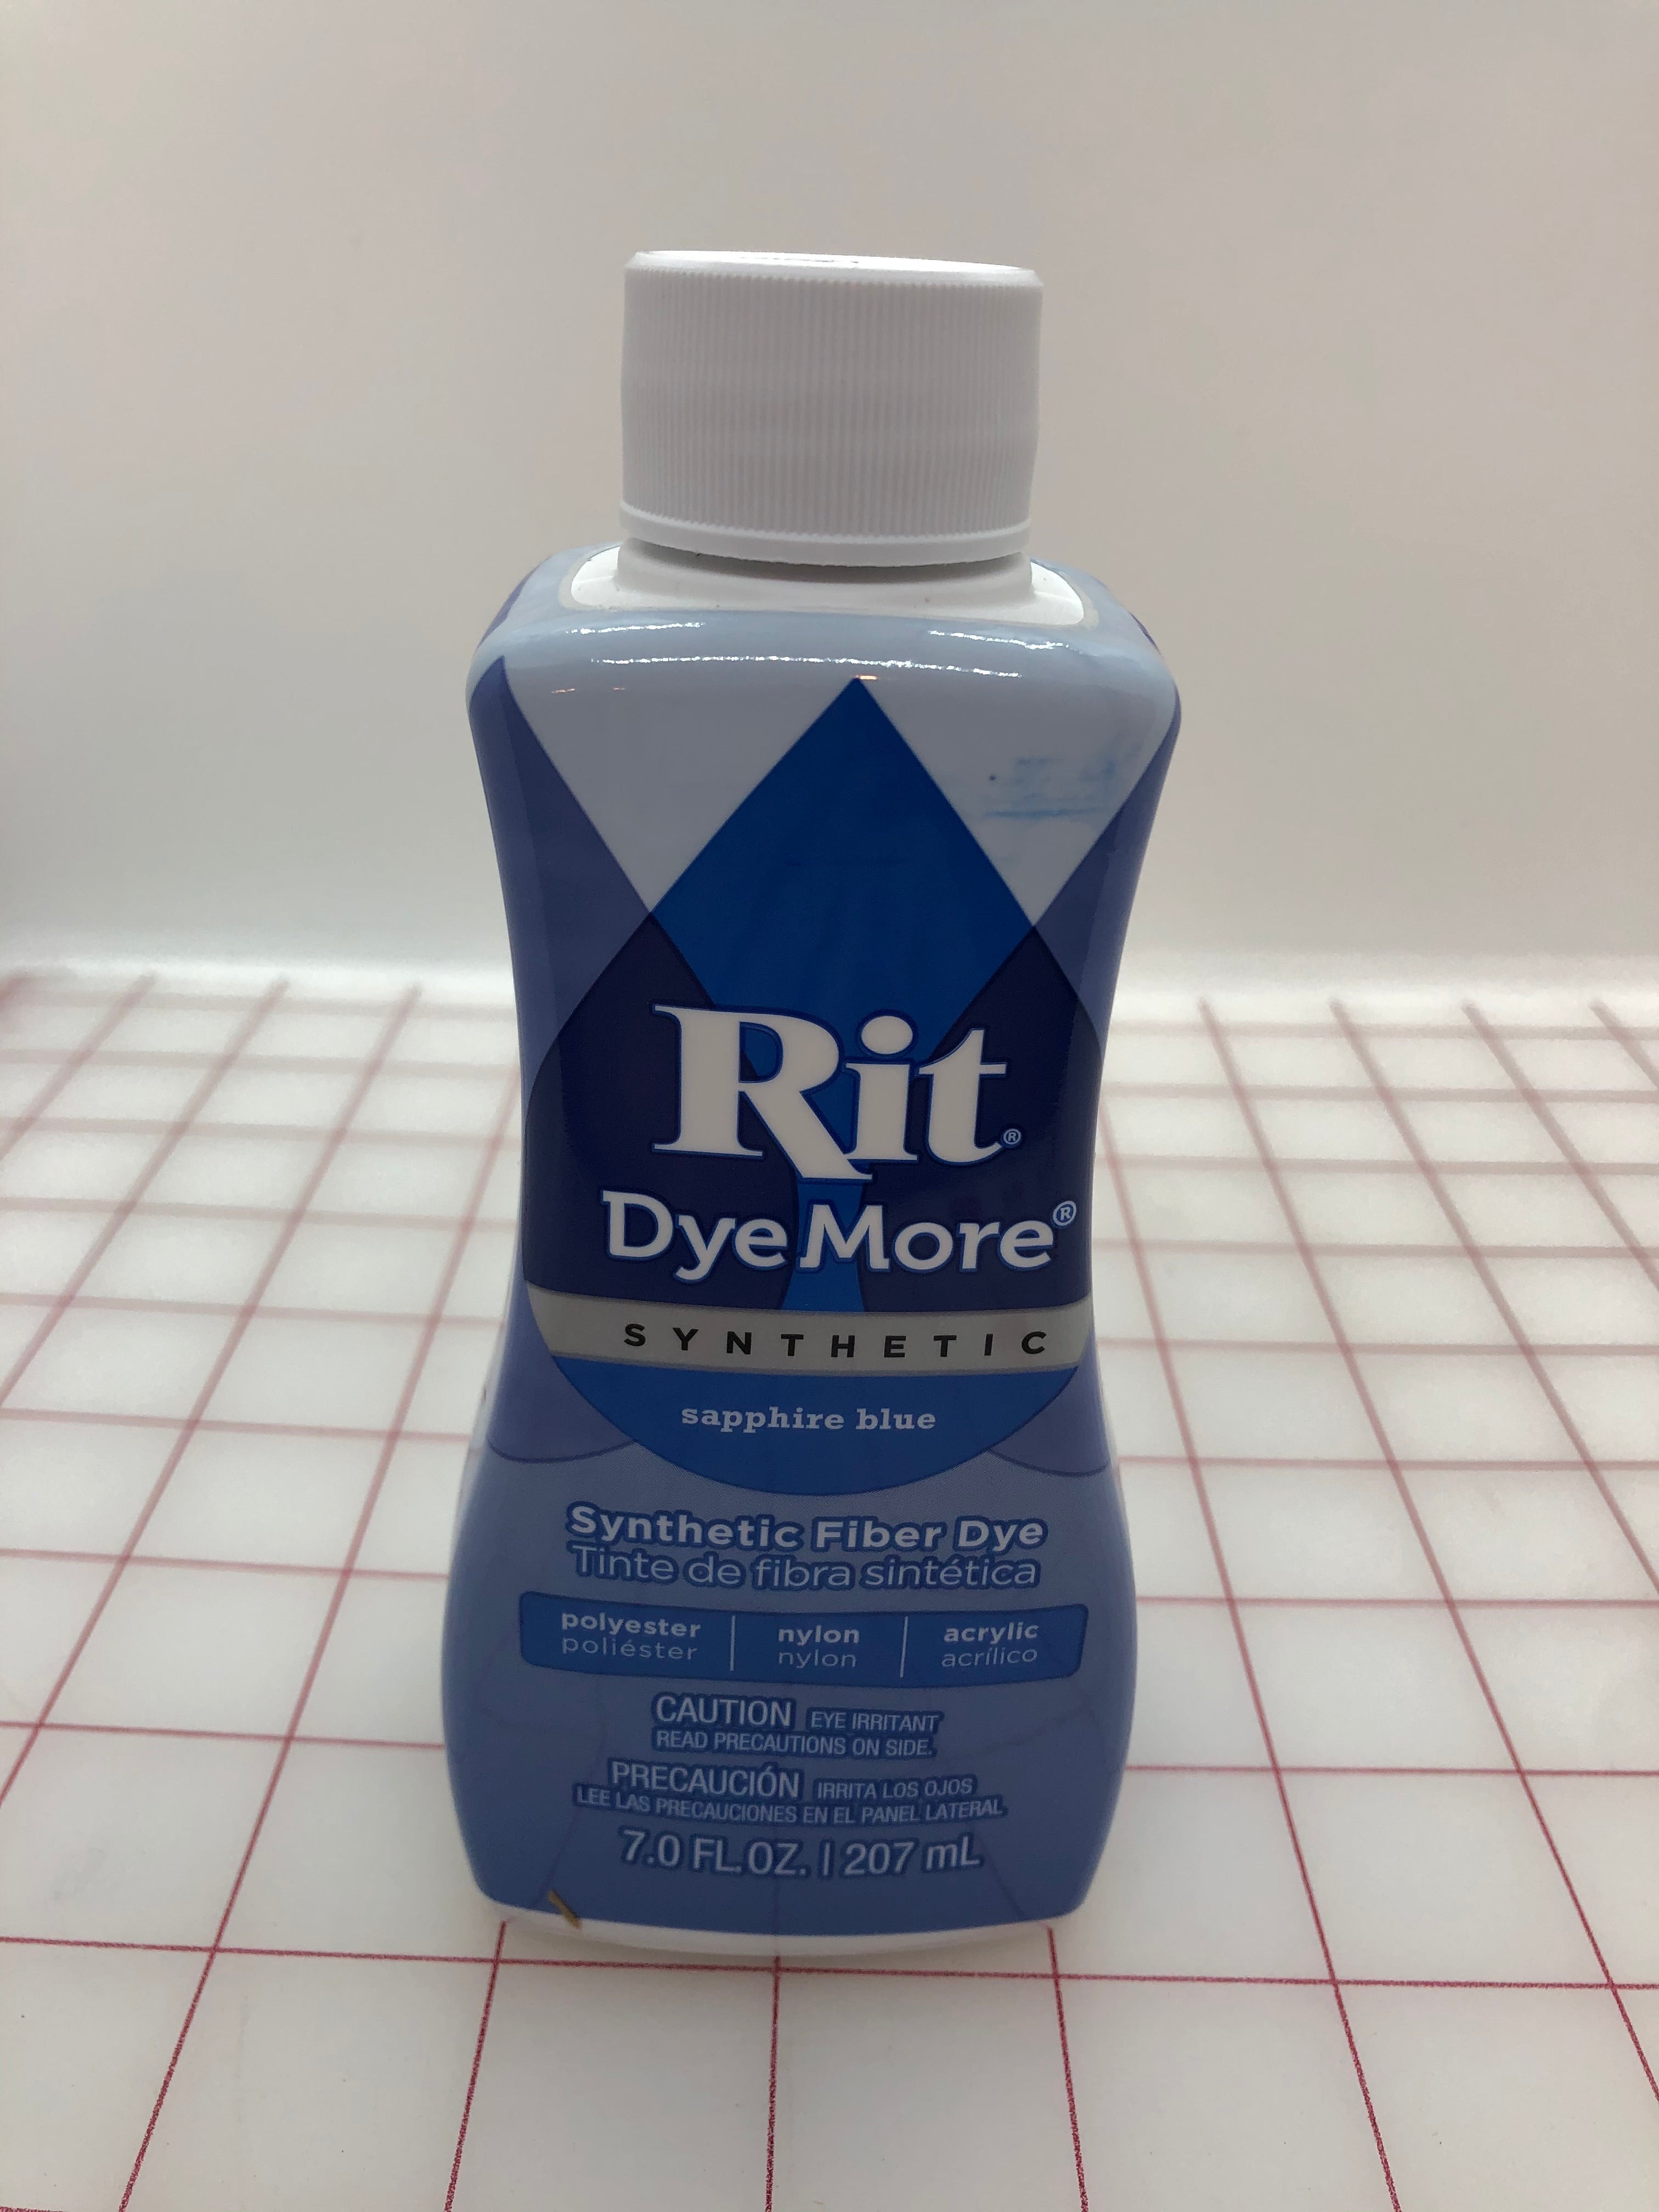 Rit®
DyeMore®
SYNTHETIC
sapphire blue
Synthetic Fiber Dye
Tinte de fibra sintética
polyester | nylon | acrylic
poliéster | nylon | acrílico
CAUTION EYE IRRITANT
READ PRECAUTIONS ON SIDE.
PRECAUCIÓN IRRITA LOS OJOS
LEE LAS PRECAUCIONES EN EL PANEL LATERAL
7.0 FL.OZ. | 207 mL